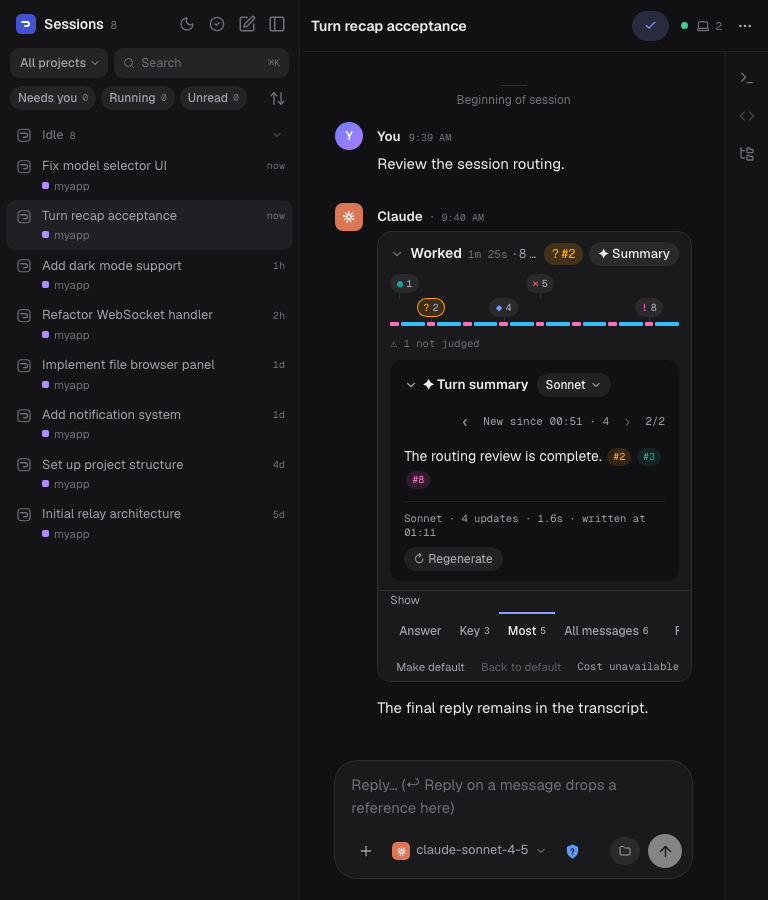 Sessions 8
All projects
Search ⌘K
Needs you 0
Running 0
Unread 0
Idle 8
Fix model selector UI now
myapp
Turn recap acceptance now
myapp
Add dark mode support 1h
myapp
Refactor WebSocket handler 2h
myapp
Implement file browser panel 1d
myapp
Add notification system 1d
myapp
Set up project structure 4d
myapp
Initial relay architecture 5d
myapp
Turn recap acceptance
2
Beginning of session
Y
You 9:39 AM
Review the session routing.
Claude · 9:40 AM
Worked 1m 25s · 8 … ? #2 ✦ Summary
● 1
× 5
? 2
◆ 4
! 8
⚠ 1 not judged
✦ Turn summary Sonnet
‹ New since 00:51 · 4 › 2/2
The routing review is complete. #2 #3
#8
Sonnet · 4 updates · 1.6s · written at
01:11
Regenerate
Show
Answer Key 3 Most 5 All messages 6
Make default Back to default Cost unavailable
The final reply remains in the transcript.
Reply… (↩ Reply on a message drops a
reference here)
claude-sonnet-4-5